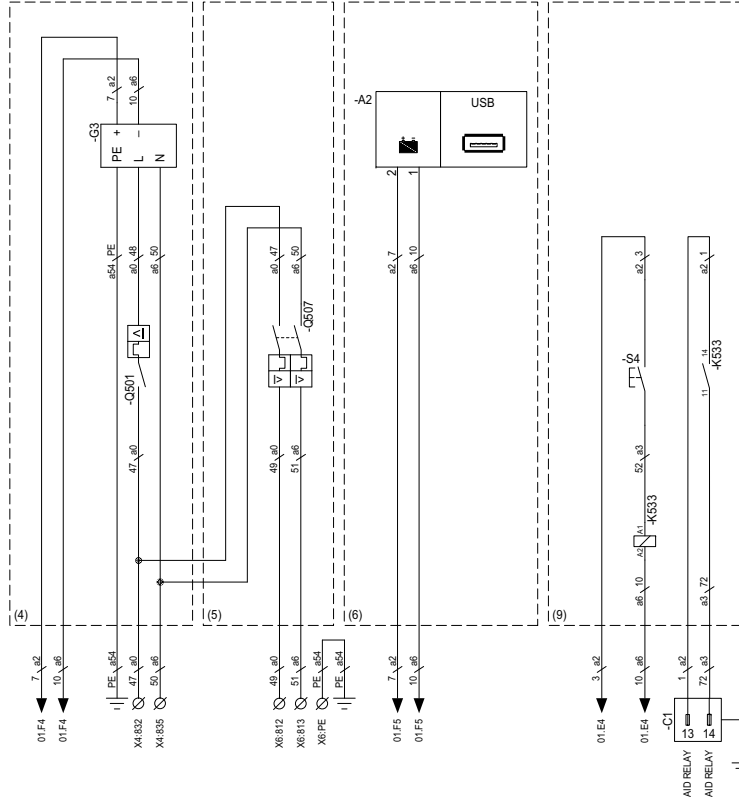 a2
7
a6
10
-G3
+
−
PE
L
N
PE
a54
48
a0
50
a6
-Q501
a0
47
(4)
a2
7
a6
10
a54
PE
a0
47
a6
50
01.F4
01.F4
X4:832
X4:835
47
a0
50
a6
-Q507
I>
I>
a0
49
a6
51
(5)
a0
49
a6
51
a54
PE
a54
PE
X6:812
X6:813
X6:PE
-A2
USB
2
1
7
a2
10
a6
(6)
a2
7
a6
10
01.F5
01.F5
3
a2
1
a2
-S4
14
11
-K533
a3
52
A1
A2
-K533
10
a6
72
a3
(9)
a2
3
a6
10
a2
1
a3
72
01.E4
01.E4
-C1
13
14
AID RELAY
AID RELAY